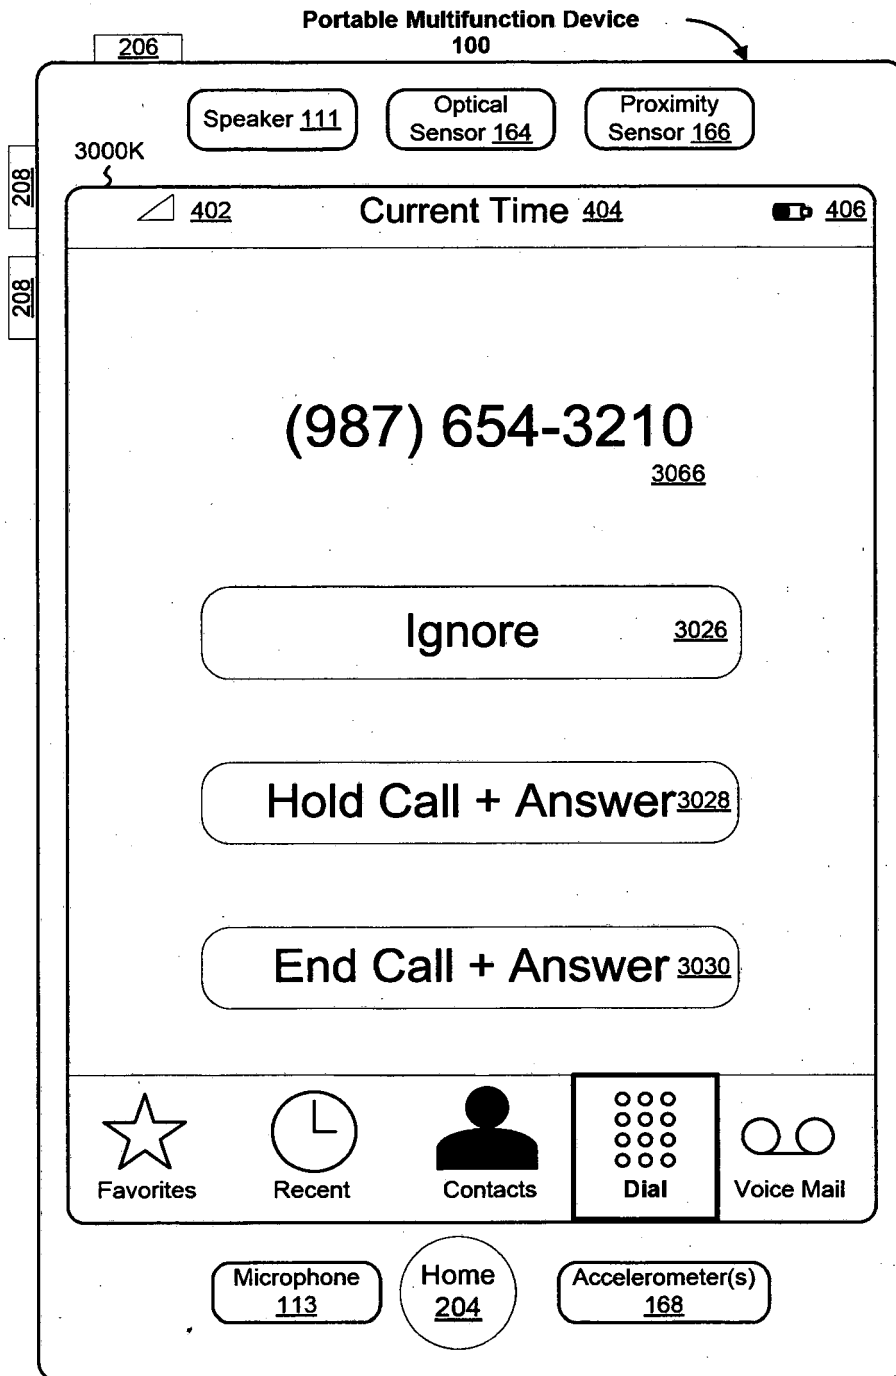 Portable Multifunction Device
100
206
Speaker 111
Optical
Sensor 164
Proximity
Sensor 166
208
3000K
402
Current Time 404
406
208
(987) 654-3210
3066
Ignore 3026
Hold Call + Answer 3028
End Call + Answer 3030
Favorites
Recent
Contacts
Dial
Voice Mail
Microphone
113
Home
204
Accelerometer(s)
168